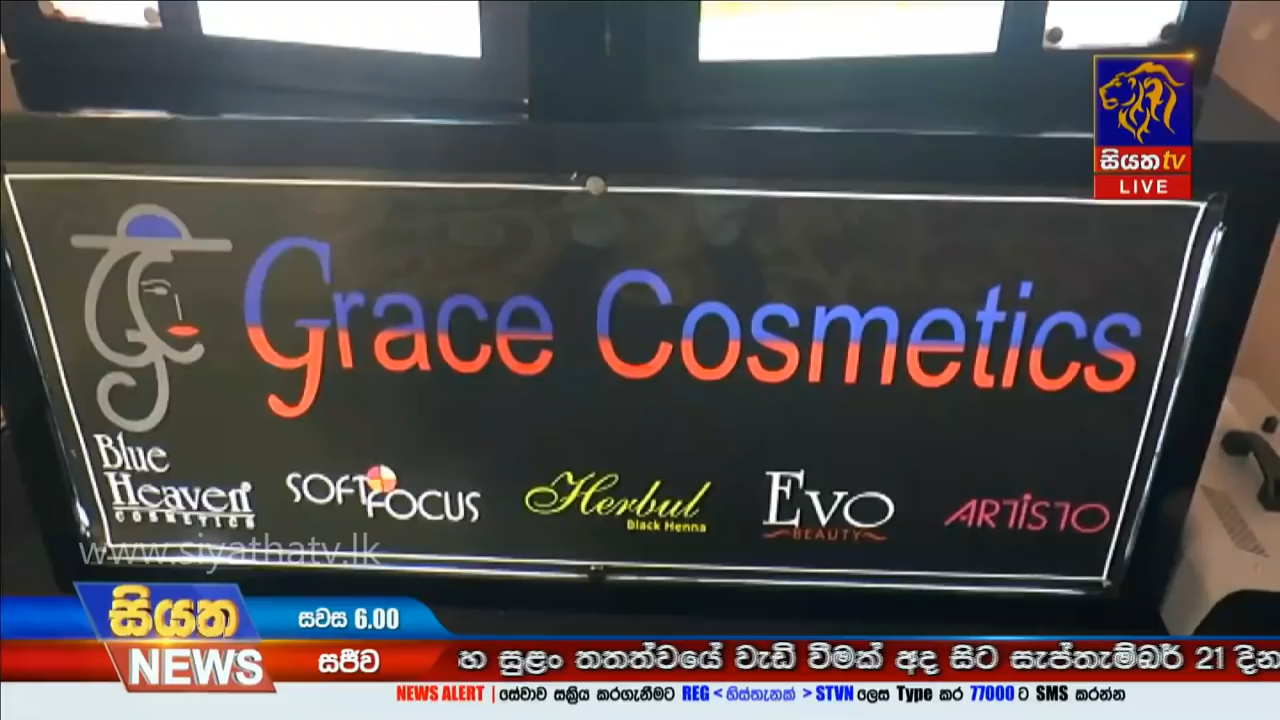 සියත tv
LIVE
Grace Cosmetics
Blue
Heaven
COSMETICS
SOFT FOCUS
Herbul
Black Henna
EVO
BEAUTY
ARTISTO
www.siyathatv.lk
සියත
සවස 6.00
NEWS
සජීව
හ සුළං තත්ත්වයේ වැඩි වීමක් අද සිට සැප්තැම්බර් 21 දින
NEWS ALERT | සේවාව සක්‍රිය කරගැනීමට REG < හිස්තැනක් > STVN ලෙස Type කර 77000 ට SMS කරන්න